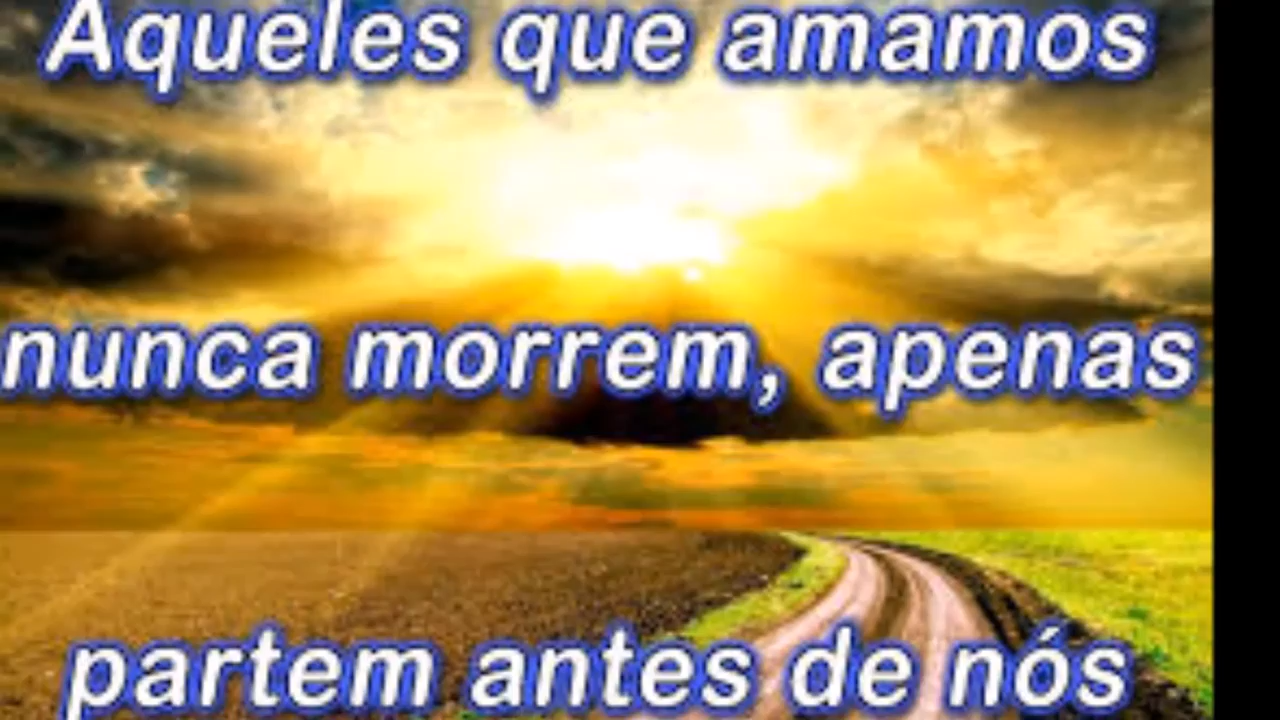 Aqueles que amamos
nunca morrem, apenas
partem antes de nós